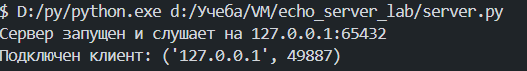 $ D:/py/python.exe d:/Учеба/VM/echo_server_lab/server.py
Сервер запущен и слушает на 127.0.0.1:65432
Подключен клиент: ('127.0.0.1', 49887)